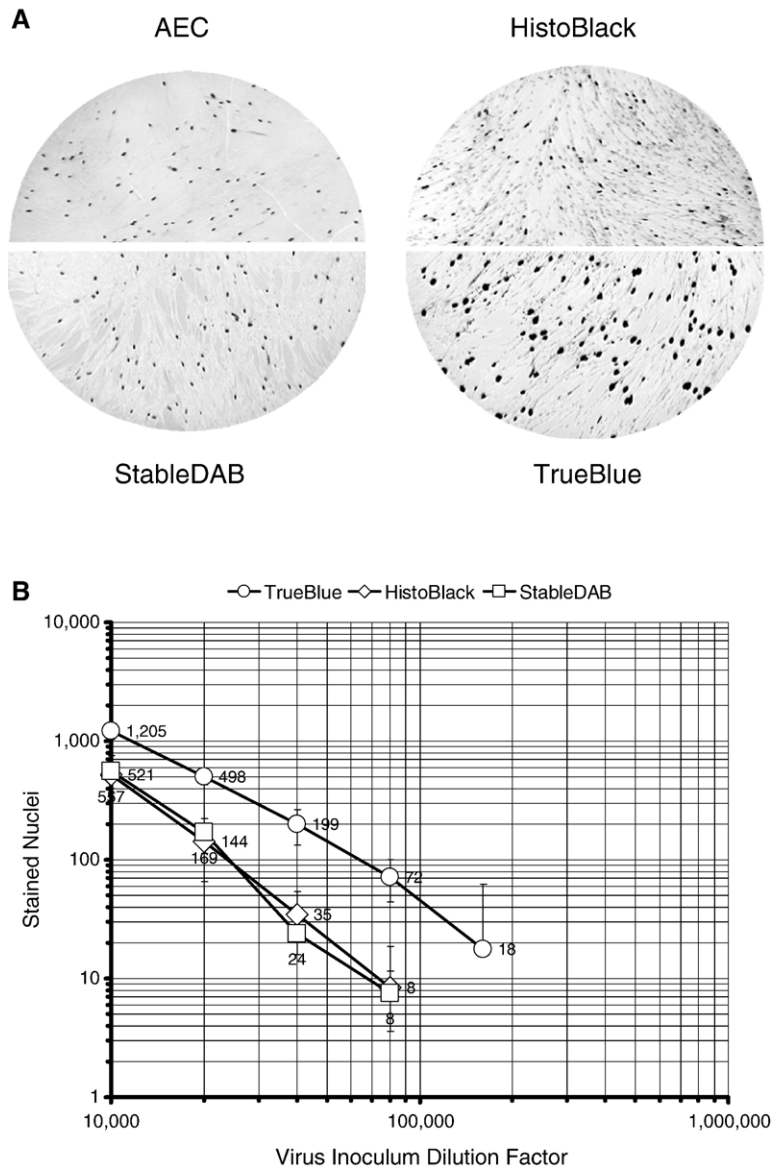 A
AEC
HistoBlack
StableDAB
TrueBlue
B
TrueBlue HistoBlack StableDAB
10,000
1,000
100
10
1
1,205
521
557
498
144
169
199
35
24
72
8
8
18
Stained Nuclei
10,000
100,000
1,000,000
Virus Inoculum Dilution Factor